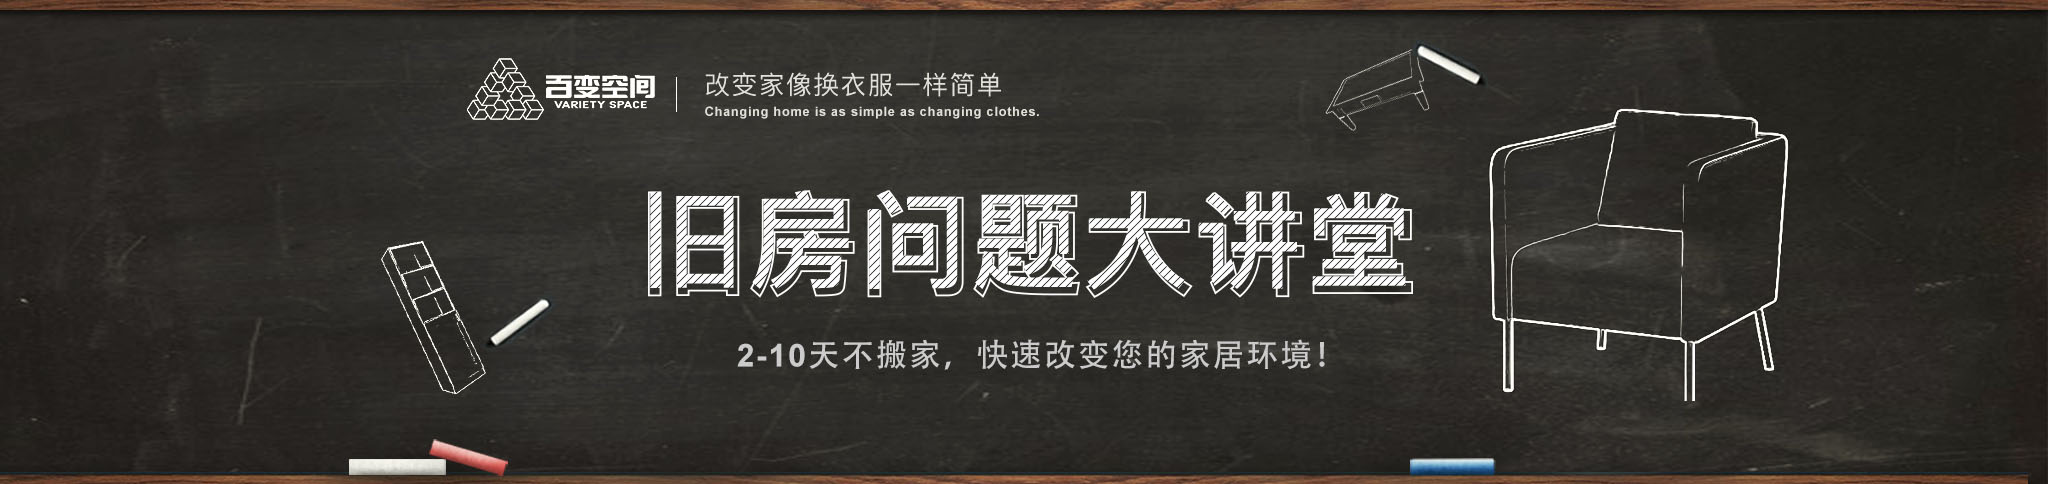 百变空间
VARIETY SPACE
改变家像换衣服一样简单
Changing home is as simple as changing clothes.
旧房问题大讲堂
2-10天不搬家，快速改变您的家居环境！